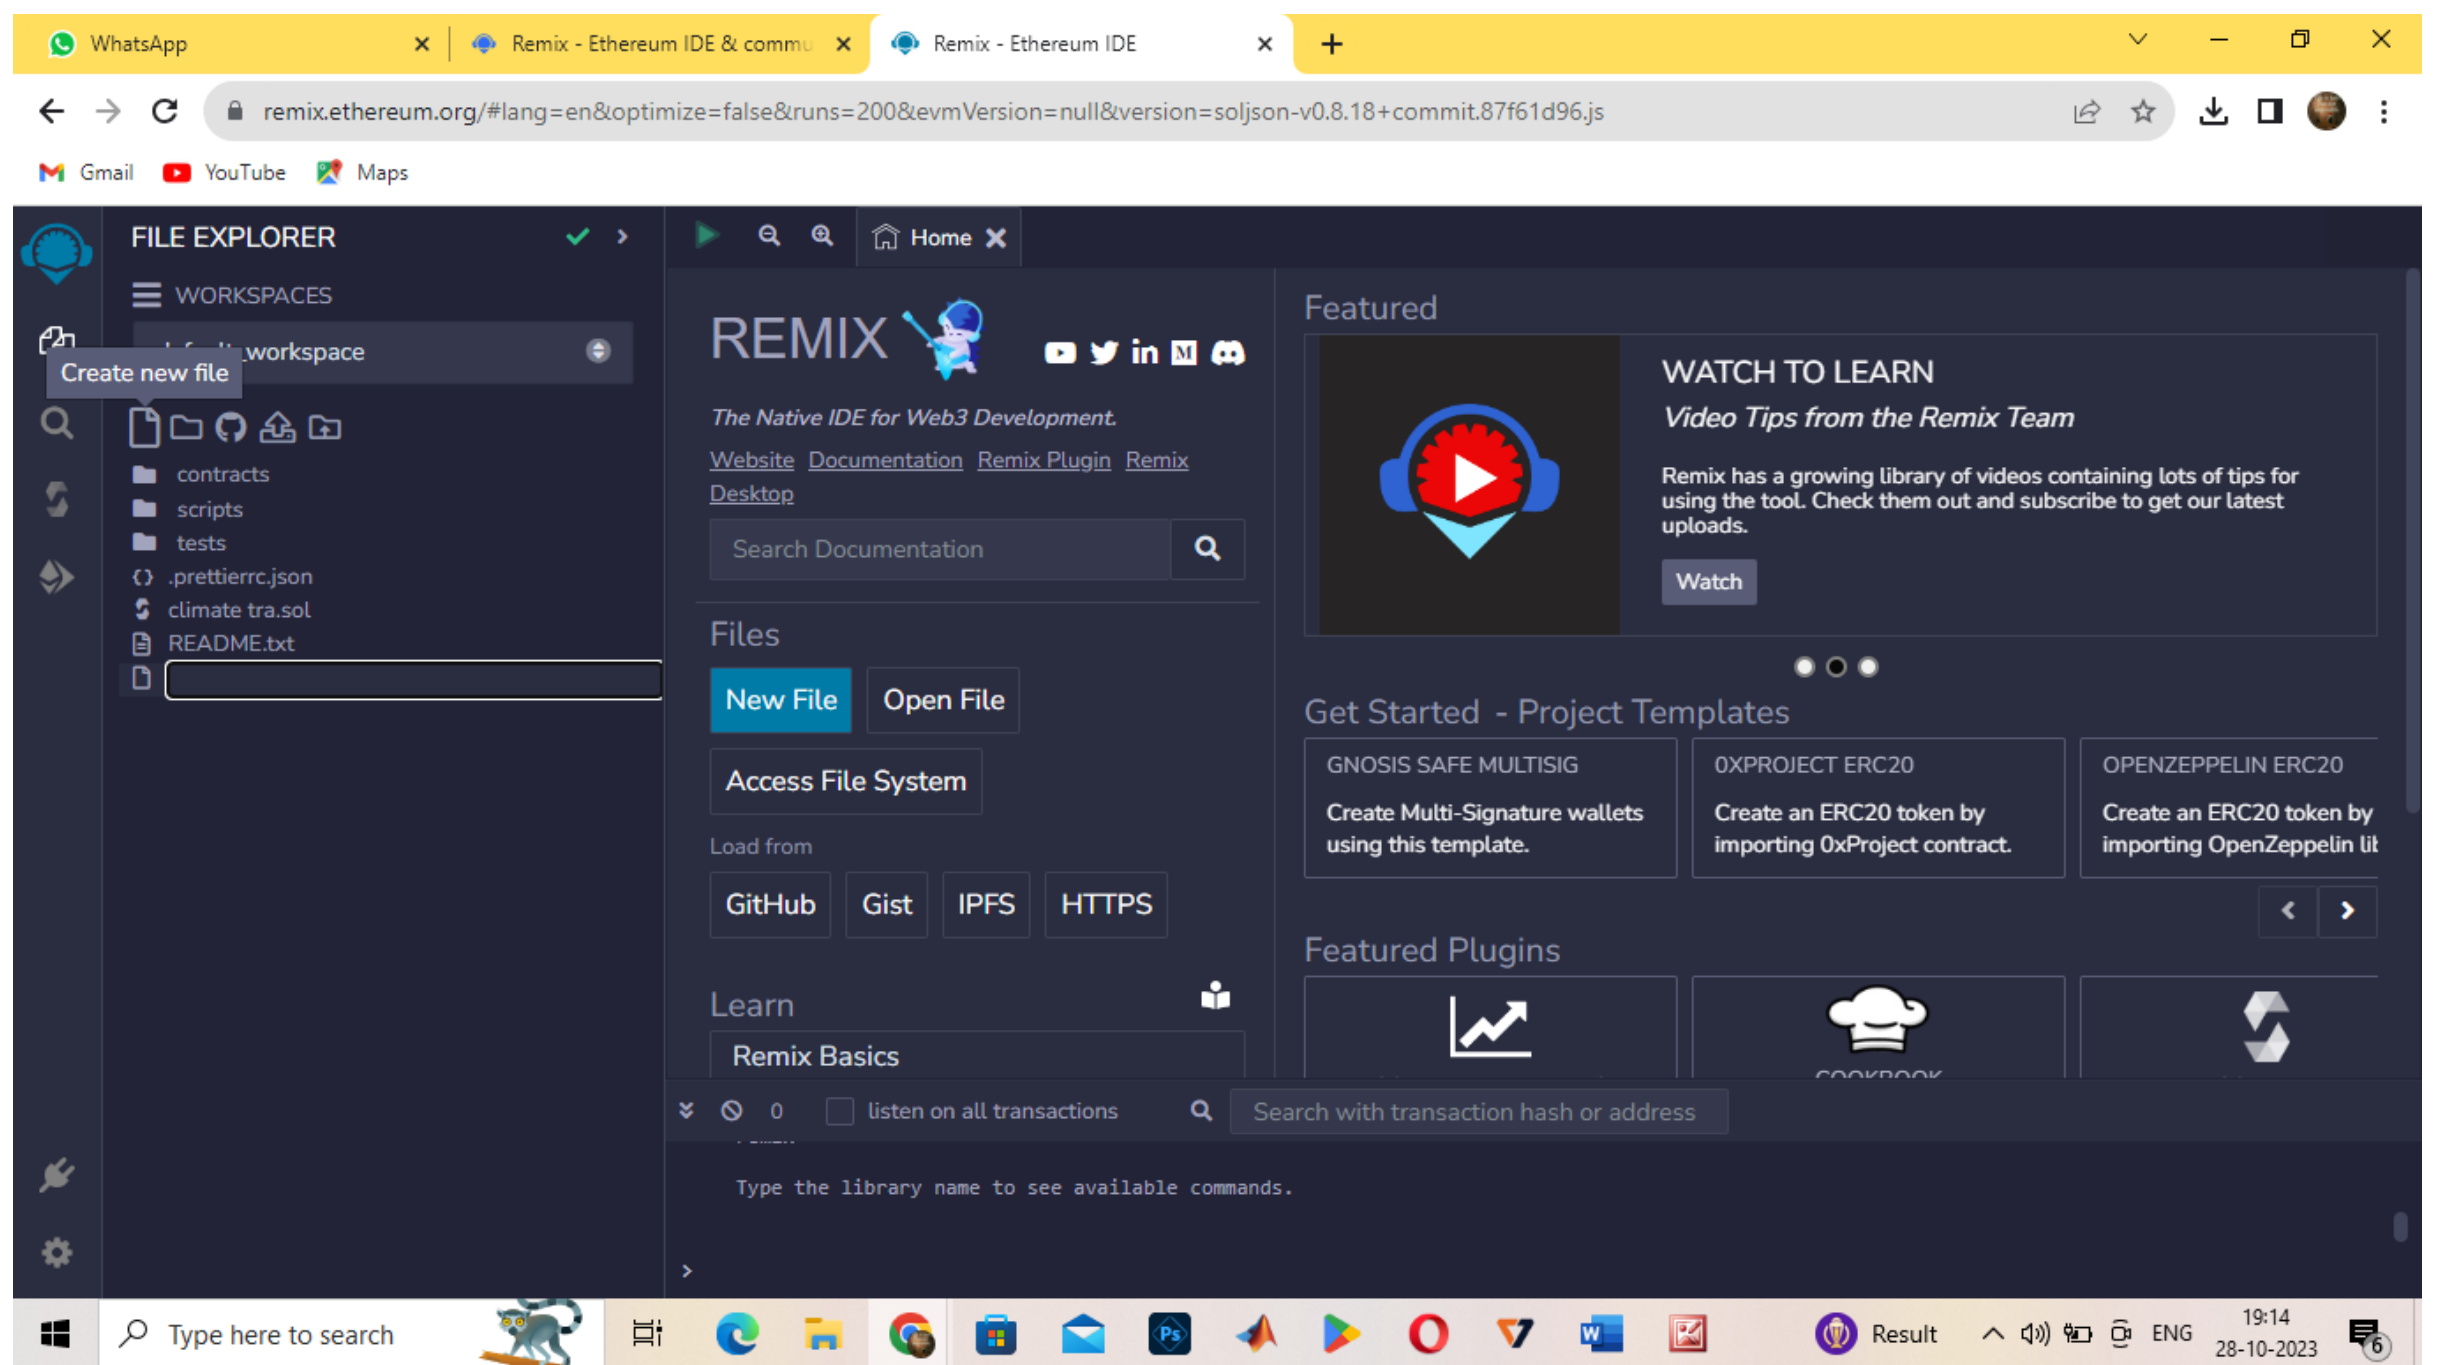 WhatsApp
Remix - Ethereum IDE & commu
Remix - Ethereum IDE
remix.ethereum.org/#lang=en&optimize=false&runs=200&evmVersion=null&version=soljson-v0.8.18+commit.87f61d96.js
Gmail
YouTube
Maps
FILE EXPLORER
WORKSPACES
workspace
Create new file
contracts
scripts
tests
.prettierrc.json
climate tra.sol
README.txt
Home
REMIX
The Native IDE for Web3 Development.
Website Documentation Remix Plugin Remix
Desktop
Search Documentation
Files
New File
Open File
Access File System
Load from
GitHub
Gist
IPFS
HTTPS
Learn
Remix Basics
Featured
WATCH TO LEARN
Video Tips from the Remix Team
Remix has a growing library of videos containing lots of tips for
using the tool. Check them out and subscribe to get our latest
uploads.
Watch
Get Started - Project Templates
GNOSIS SAFE MULTISIG
Create Multi-Signature wallets
using this template.
0XPROJECT ERC20
Create an ERC20 token by
importing 0xProject contract.
OPENZEPPELIN ERC20
Create an ERC20 token by
importing OpenZeppelin lib
Featured Plugins
COOKBOOK
0
listen on all transactions
Search with transaction hash or address
Type the library name to see available commands.
>
Type here to search
Ps
W
Result
ENG
19:14
28-10-2023
6